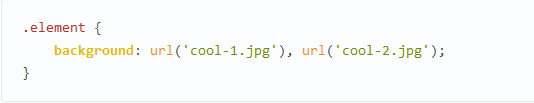 .element {
    background: url('cool-1.jpg'), url('cool-2.jpg');
}